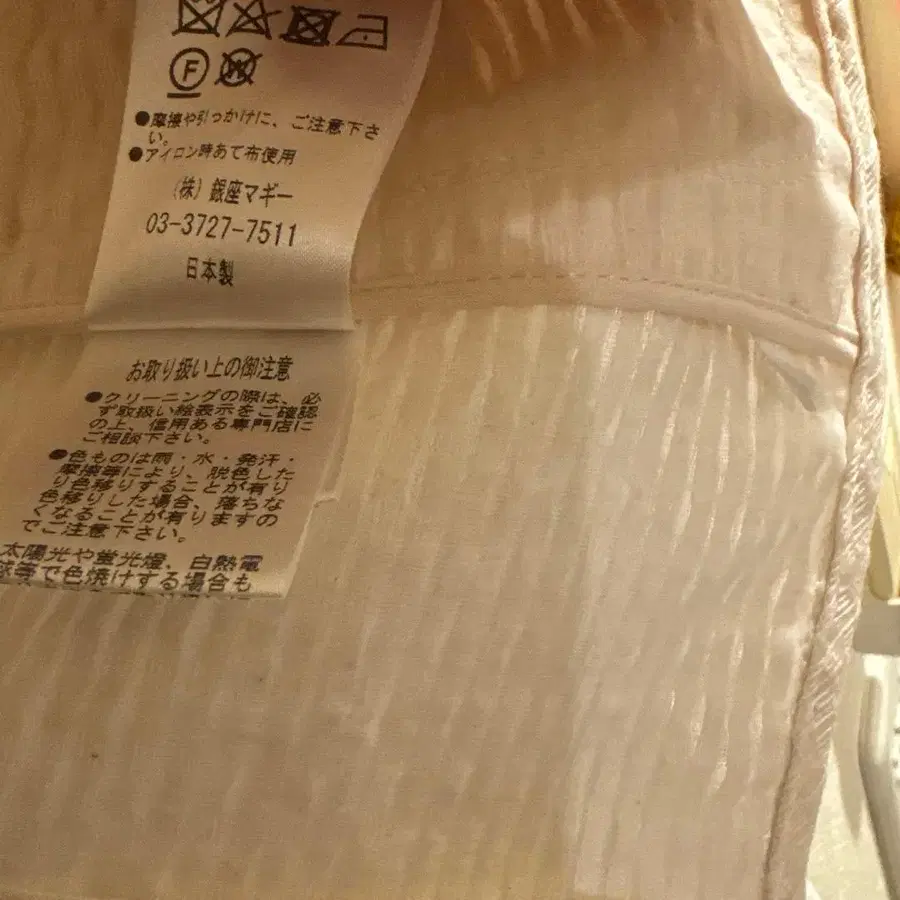 F
W
●摩擦や引っかけに、ご注意下さ
い。
●アイロン時あて布使用
(株) 銀座マギー
03-3727-7511
日本製
お取り扱い上の御注意
●クリーニングの際は、必
ず取扱い絵表示をご確認
の上、信用ある専門店に
ご相談下さい。
●色ものは雨・水・発汗・
摩擦等により、脱色した
り色移りすることが有り
色移りした場合、落ちな
くなることが有りますの
でご注意下さい。
太陽光や蛍光燈、白熱電
球等で色焼けする場合も